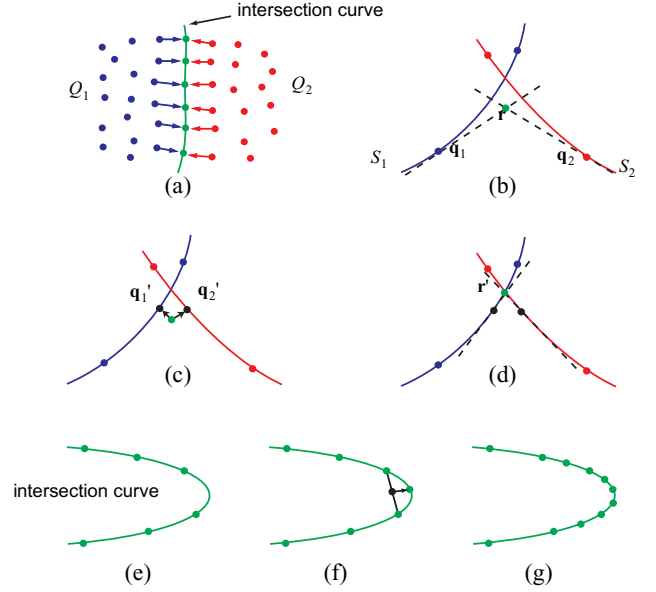 intersection curve
Q1 Q2
(a)
r
S1 q1 q2 S2
(b)
q1' q2'
(c)
r'
(d)
intersection curve
(e) (f) (g)